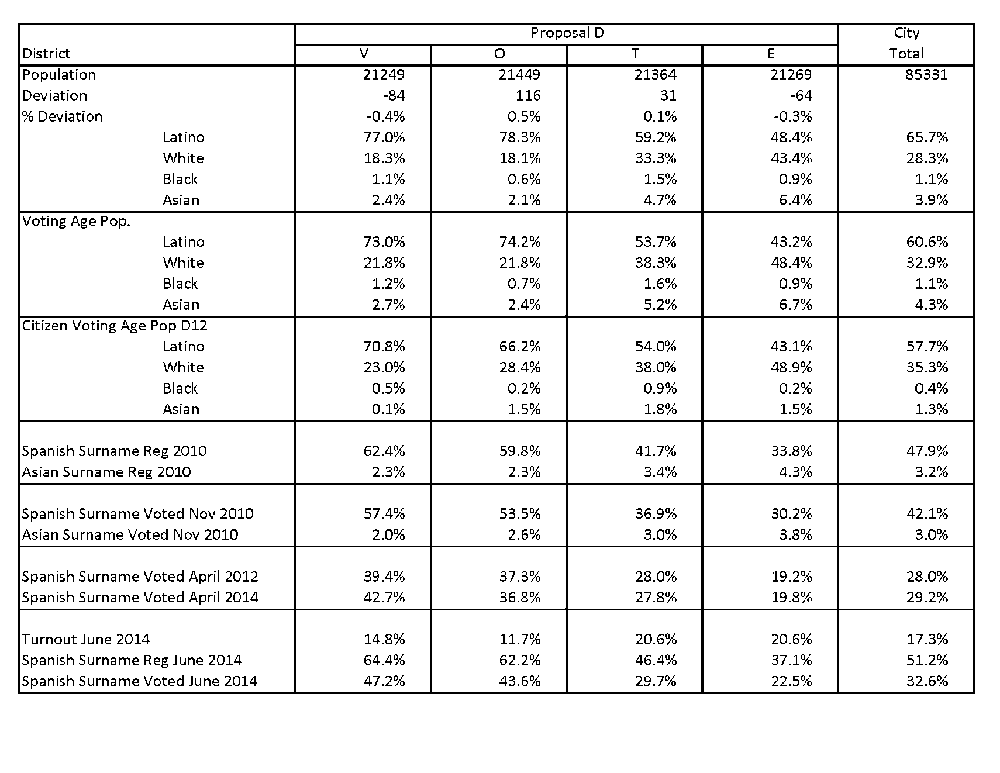 Proposal D City
District V O T E Total
Population 21249 21449 21364 21269 85331
Deviation -84 116 31 -64
% Deviation -0.4% 0.5% 0.1% -0.3%
Latino 77.0% 78.3% 59.2% 48.4% 65.7%
White 18.3% 18.1% 33.3% 43.4% 28.3%
Black 1.1% 0.6% 1.5% 0.9% 1.1%
Asian 2.4% 2.1% 4.7% 6.4% 3.9%
Voting Age Pop.
Latino 73.0% 74.2% 53.7% 43.2% 60.6%
White 21.8% 21.8% 38.3% 48.4% 32.9%
Black 1.2% 0.7% 1.6% 0.9% 1.1%
Asian 2.7% 2.4% 5.2% 6.7% 4.3%
Citizen Voting Age Pop D12
Latino 70.8% 66.2% 54.0% 43.1% 57.7%
White 23.0% 28.4% 38.0% 48.9% 35.3%
Black 0.5% 0.2% 0.9% 0.2% 0.4%
Asian 0.1% 1.5% 1.8% 1.5% 1.3%
Spanish Surname Reg 2010 62.4% 59.8% 41.7% 33.8% 47.9%
Asian Surname Reg 2010 2.3% 2.3% 3.4% 4.3% 3.2%
Spanish Surname Voted Nov 2010 57.4% 53.5% 36.9% 30.2% 42.1%
Asian Surname Voted Nov 2010 2.0% 2.6% 3.0% 3.8% 3.0%
Spanish Surname Voted April 2012 39.4% 37.3% 28.0% 19.2% 28.0%
Spanish Surname Voted April 2014 42.7% 36.8% 27.8% 19.8% 29.2%
Turnout June 2014 14.8% 11.7% 20.6% 20.6% 17.3%
Spanish Surname Reg June 2014 64.4% 62.2% 46.4% 37.1% 51.2%
Spanish Surname Voted June 2014 47.2% 43.6% 29.7% 22.5% 32.6%